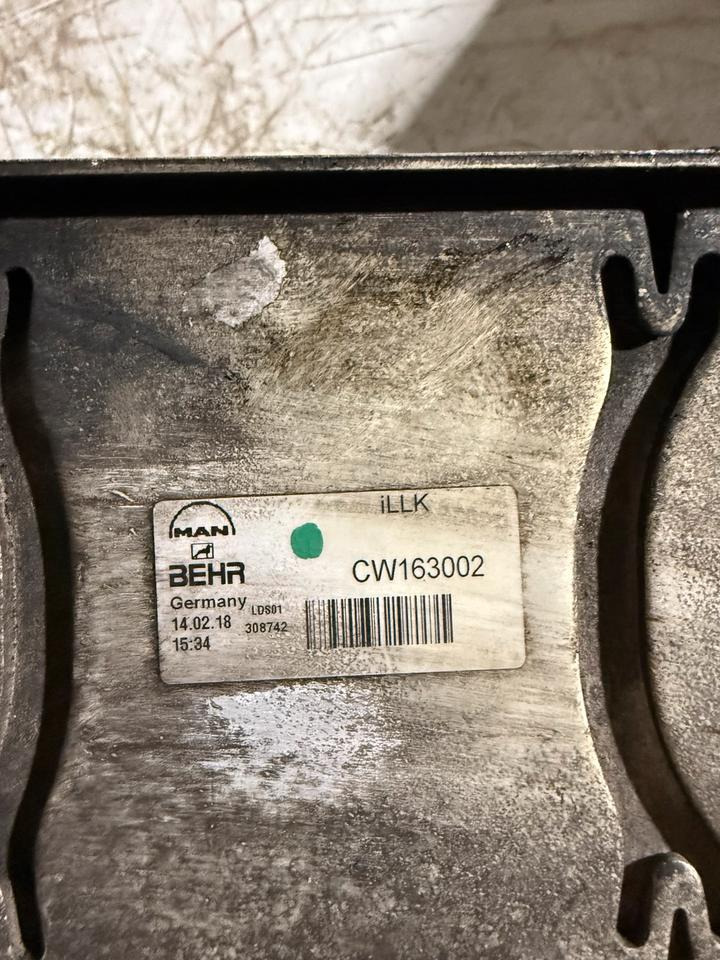 iLLK
MAN
BEHR
CW163002
Germany
LDS01
14.02.18
308742
15:34